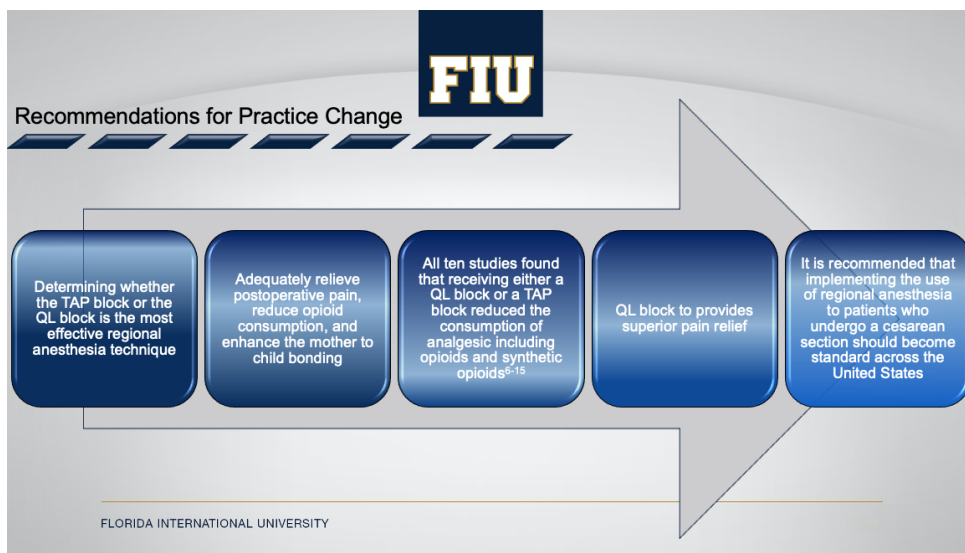 FIU
Recommendations for Practice Change
Determining whether
the TAP block or the
QL block is the most
effective regional
anesthesia technique
Adequately relieve
postoperative pain,
reduce opioid
consumption, and
enhance the mother to
child bonding
All ten studies found
that receiving either a
QL block or a TAP
block reduced the
consumption of
analgesic including
opioids and synthetic
opioids⁶⁻¹⁵
QL block to provides
superior pain relief
It is recommended that
implementing the use
of regional anesthesia
to patients who
undergo a cesarean
section should become
standard across the
United States
FLORIDA INTERNATIONAL UNIVERSITY